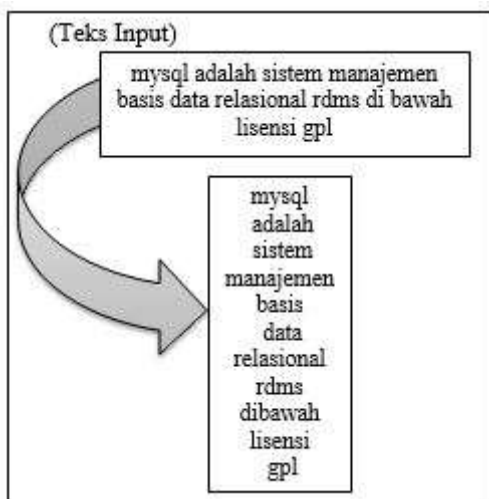 (Teks Input)
mysql adalah sistem manajemen
basis data relasional rdms di bawah
lisensi gpl
mysql
adalah
sistem
manajemen
basis
data
relasional
rdms
dibawah
lisensi
gpl